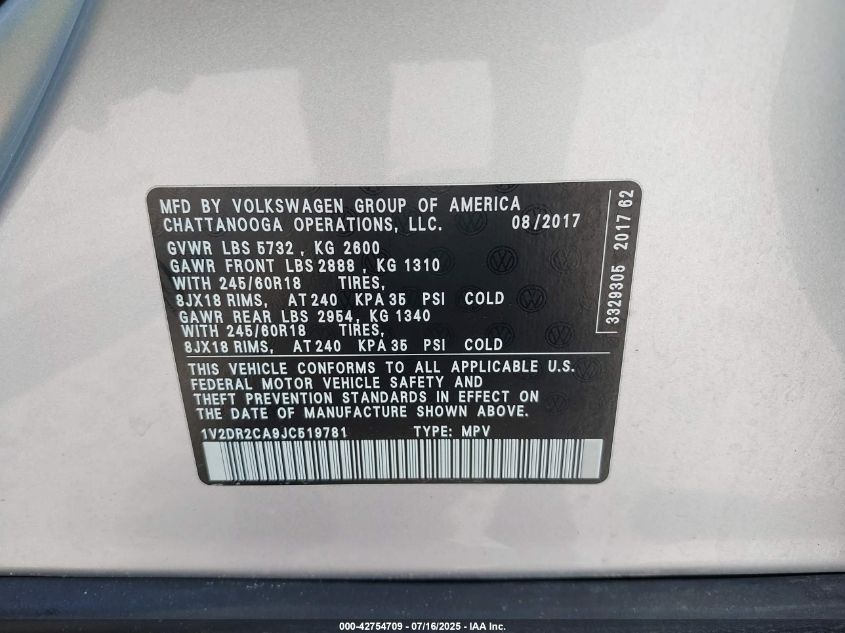 MFD BY VOLKSWAGEN GROUP OF AMERICA
CHATTANOOGA OPERATIONS, LLC. 08/2017
GVWR LBS 5732 , KG 2600
GAWR FRONT LBS 2888 , KG 1310
WITH 245/60R18 TIRES,
8JX18 RIMS, AT 240 KPA 35 PSI COLD
GAWR REAR LBS 2954, KG 1340
WITH 245/60R18 TIRES,
8JX18 RIMS, AT 240 KPA 35 PSI COLD
THIS VEHICLE CONFORMS TO ALL APPLICABLE U.S.
FEDERAL MOTOR VEHICLE SAFETY AND
THEFT PREVENTION STANDARDS IN EFFECT ON
THE DATE OF MANUFACTURE SHOWN ABOVE.
1V2DR2CA9JC519781 TYPE: MPV
3329305 2017 62
000-42754709 - 07/16/2025 - IAA Inc.